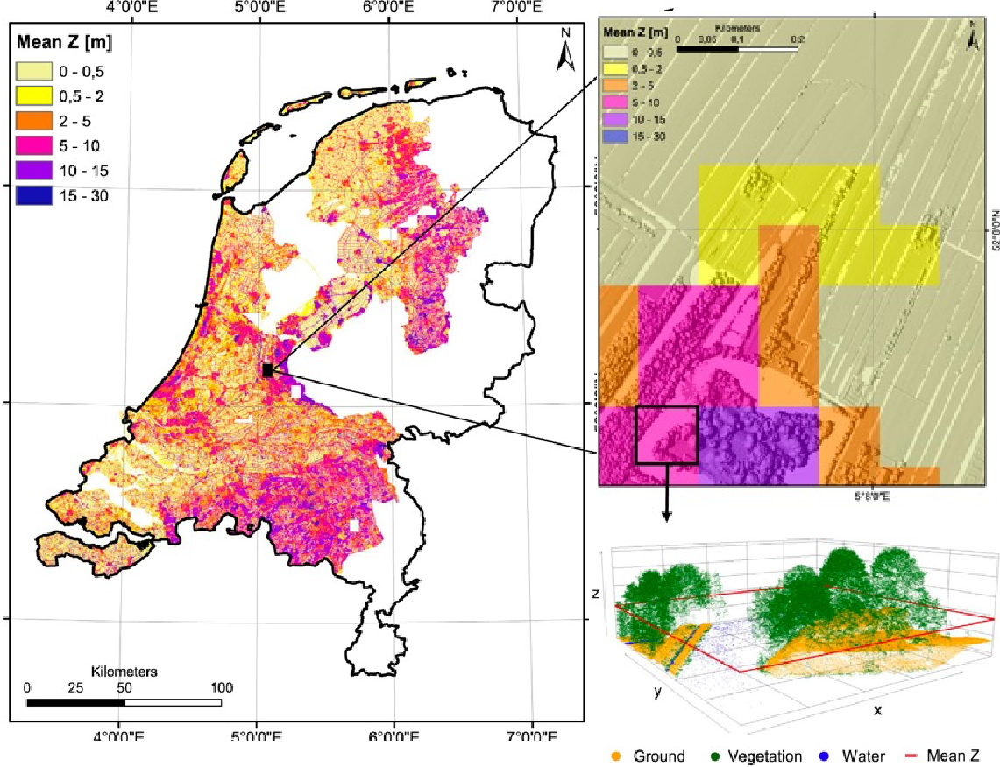 4°0'0"E 5°0'0"E 6°0'0"E 7°0'0"E
Mean Z [m]
0 - 0,5
0,5 - 2
2 - 5
5 - 10
10 - 15
15 - 30
N
Kilometers
0 25 50 100
4°0'0"E 5°0'0"E 6°0'0"E 7°0'0"E
Mean Z [m]
0 - 0,5
0,5 - 2
2 - 5
5 - 10
10 - 15
15 - 30
Kilometers
0 0,05 0,1 0,2
N
52°8'0"N
5°8'0"E
z
y
x
Ground Vegetation Water Mean Z